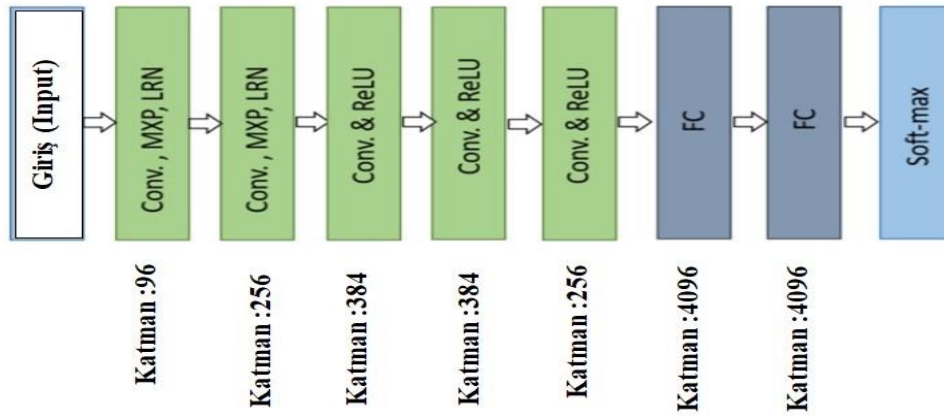 Giriş (Input)
Conv. , MXP, LRN
Conv. , MXP, LRN
Conv. & ReLU
Conv. & ReLU
Conv. & ReLU
FC
FC
Soft-max
Katman :96
Katman :256
Katman :384
Katman :384
Katman :256
Katman :4096
Katman :4096